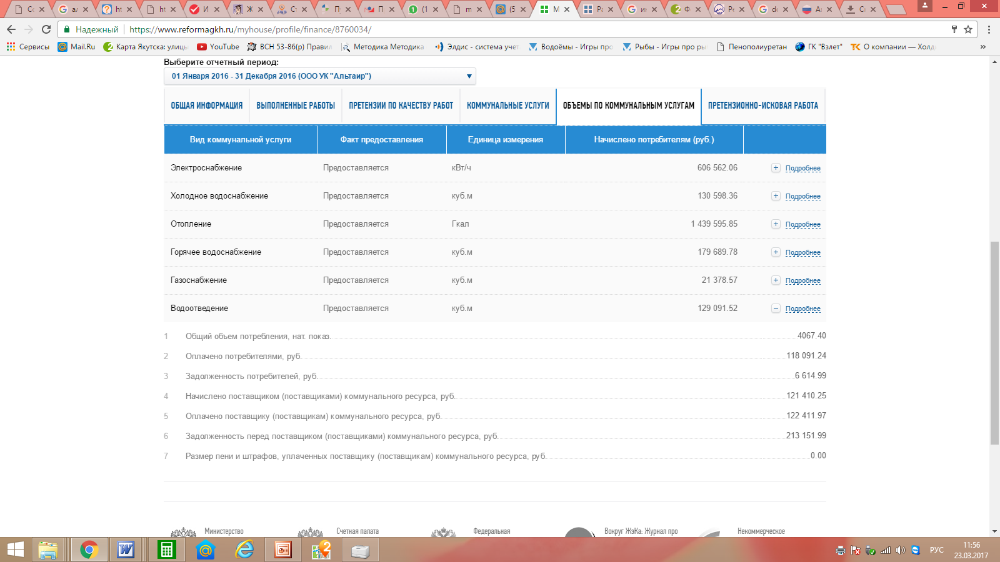 Надежный | https://www.reformagkh.ru/myhouse/profile/finance/8760034/
Сервисы Mail.Ru Карта Якутска: улицы YouTube ВСН 53-86(р) Правил Методика Методика Элдис - система учет Водоёмы - Игры про Рыбы - Игры про ры Пенополиуретан ГК "Взлет" О компании — Холд »
Выберите отчетный период:
01 Января 2016 - 31 Декабря 2016 (ООО УК "Альтаир")
ОБЩАЯ ИНФОРМАЦИЯ ВЫПОЛНЕННЫЕ РАБОТЫ ПРЕТЕНЗИИ ПО КАЧЕСТВУ РАБОТ КОММУНАЛЬНЫЕ УСЛУГИ ОБЪЕМЫ ПО КОММУНАЛЬНЫМ УСЛУГАМ ПРЕТЕНЗИОННО-ИСКОВАЯ РАБОТА
Вид коммунальной услуги Факт предоставления Единица измерения Начислено потребителям (руб.)
Электроснабжение Предоставляется кВт/ч 606 562.06 Подробнее
Холодное водоснабжение Предоставляется куб.м 130 598.36 Подробнее
Отопление Предоставляется Гкал 1 439 595.85 Подробнее
Горячее водоснабжение Предоставляется куб.м 179 689.78 Подробнее
Газоснабжение Предоставляется куб.м 21 378.57 Подробнее
Водоотведение Предоставляется куб.м 129 091.52 Подробнее
1 Общий объем потребления, нат. показ. 4067.40
2 Оплачено потребителями, руб. 118 091.24
3 Задолженность потребителей, руб. 6 614.99
4 Начислено поставщиком (поставщиками) коммунального ресурса, руб. 121 410.25
5 Оплачено поставщику (поставщикам) коммунального ресурса, руб. 122 411.97
6 Задолженность перед поставщиком (поставщиками) коммунального ресурса, руб. 213 151.99
7 Размер пени и штрафов, уплаченных поставщику (поставщикам) коммунального ресурса, руб. 0.00
Министерство Счетная палата Федеральная Вокруг ЖэКа: Журнал про Некоммерческое
РУС 11:56
23.03.2017